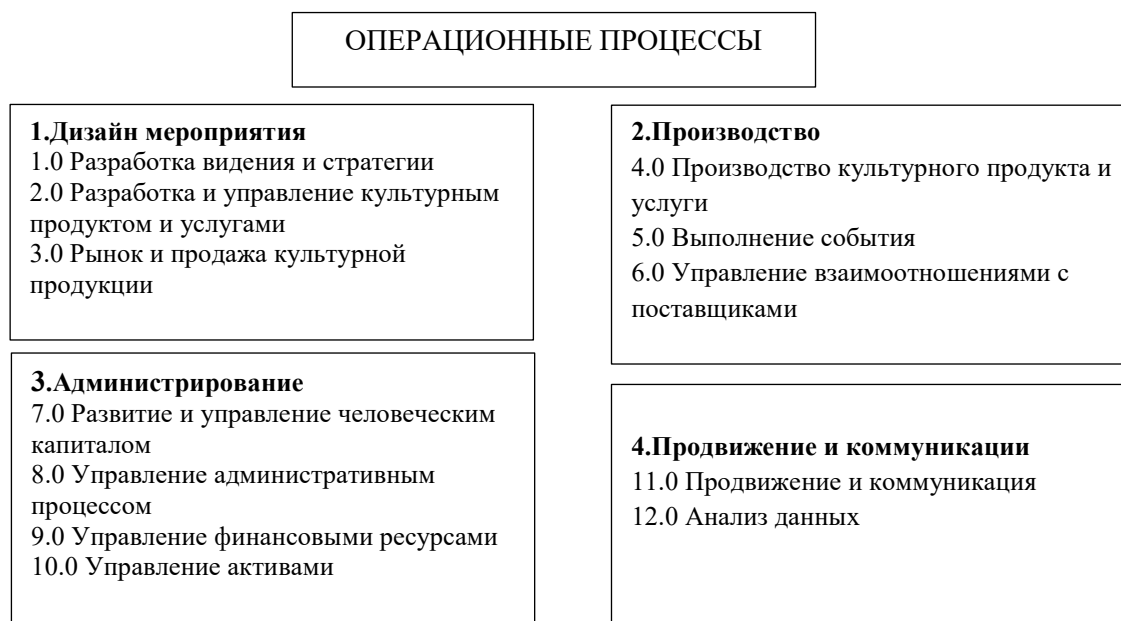 ОПЕРАЦИОННЫЕ ПРОЦЕССЫ
1.Дизайн мероприятия
1.0 Разработка видения и стратегии
2.0 Разработка и управление культурным
продуктом и услугами
3.0 Рынок и продажа культурной
продукции
2.Производство
4.0 Производство культурного продукта и
услуги
5.0 Выполнение события
6.0 Управление взаимоотношениями с
поставщиками
3.Администрирование
7.0 Развитие и управление человеческим
капиталом
8.0 Управление административным
процессом
9.0 Управление финансовыми ресурсами
10.0 Управление активами
4.Продвижение и коммуникации
11.0 Продвижение и коммуникация
12.0 Анализ данных